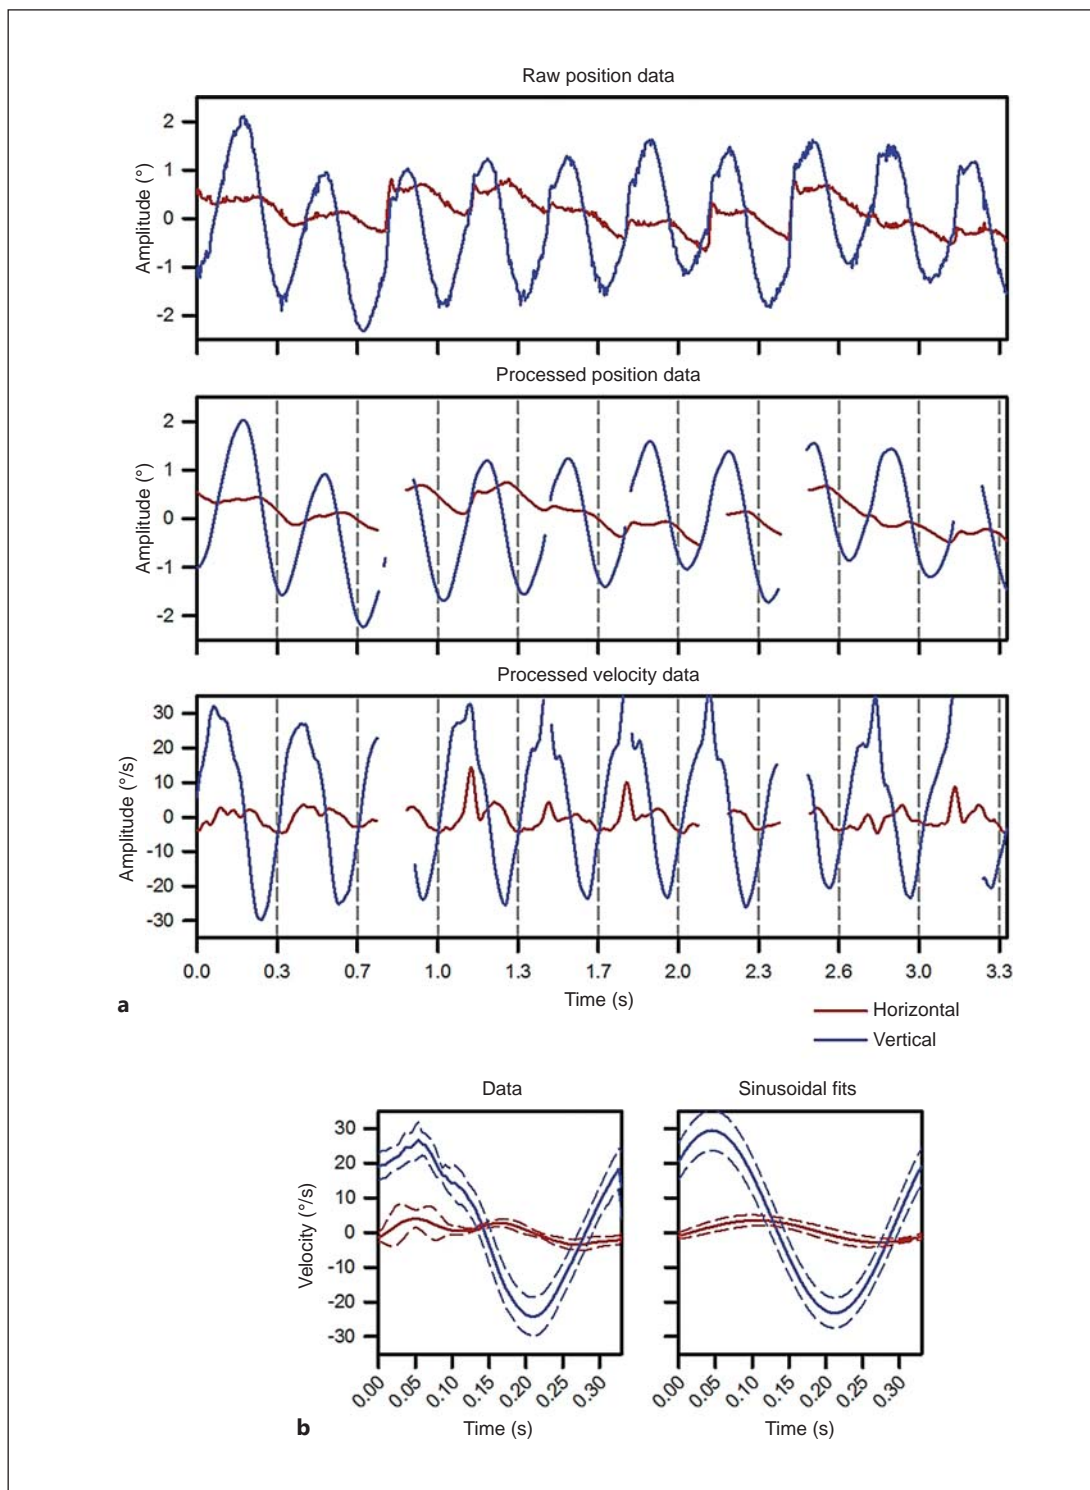 Raw position data
Amplitude (°)
2
1
0
-1
-2
Processed position data
Amplitude (°)
2
1
0
-1
-2
Processed velocity data
Amplitude (°/s)
30
20
10
0
-10
-20
-30
0.0 0.3 0.7 1.0 1.3 1.7 2.0 2.3 2.6 3.0 3.3
a
Time (s)
Horizontal
Vertical
Data
Sinusoidal fits
Velocity (°/s)
30
20
10
0
-10
-20
-30
0.00 0.05 0.10 0.15 0.20 0.25 0.30
0.00 0.05 0.10 0.15 0.20 0.25 0.30
b
Time (s)
Time (s)